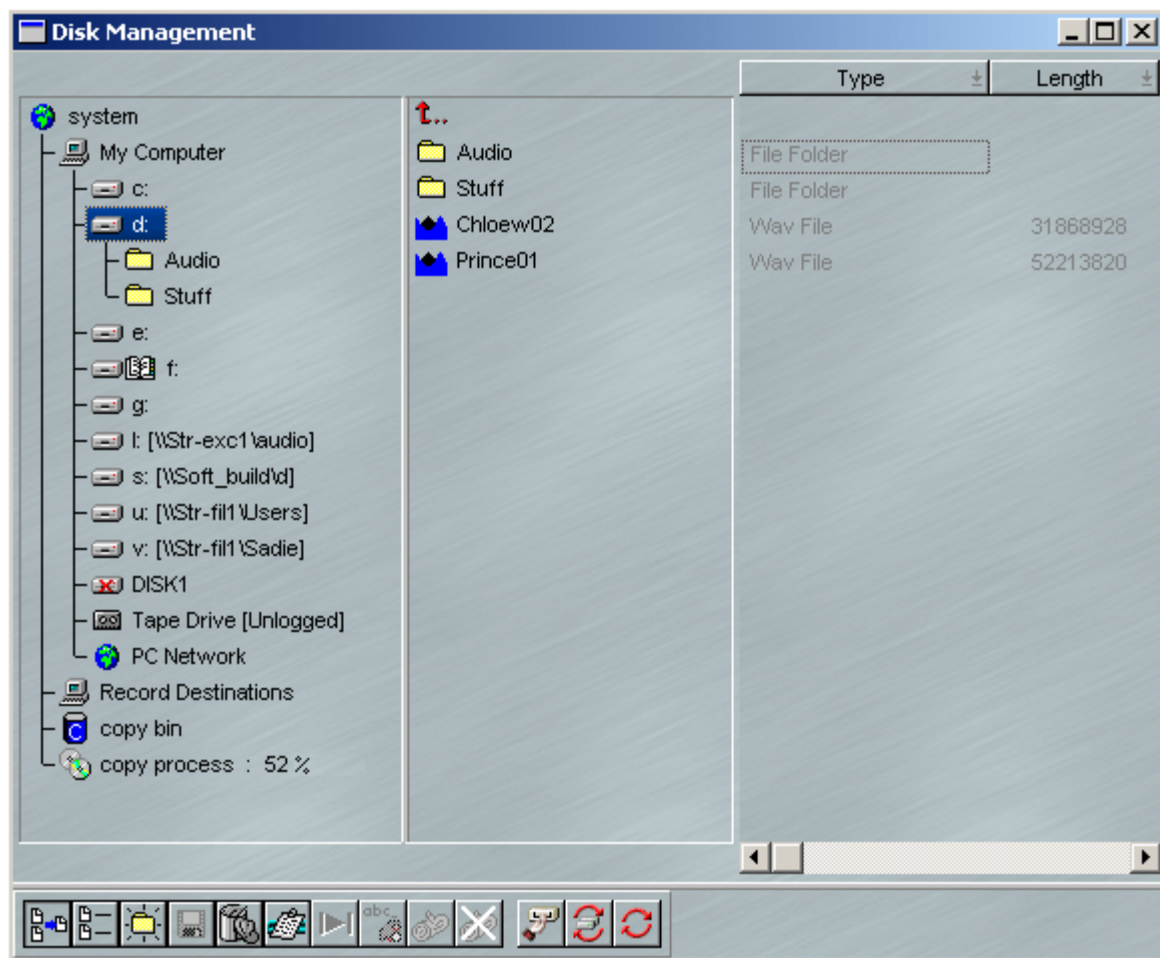 Disk Management
Type Length
system
My Computer
c:
d:
Audio
Stuff
e:
f:
g:
l: [\\Str-exc1\audio]
s: [\\Soft_build\d]
u: [\\Str-fil1\Users]
v: [\\Str-fil1\Sadie]
DISK1
Tape Drive [Unlogged]
PC Network
Record Destinations
copy bin
copy process : 52 %
..
Audio File Folder
Stuff File Folder
Chloew02 Wav File 31868928
Prince01 Wav File 52213820
abc